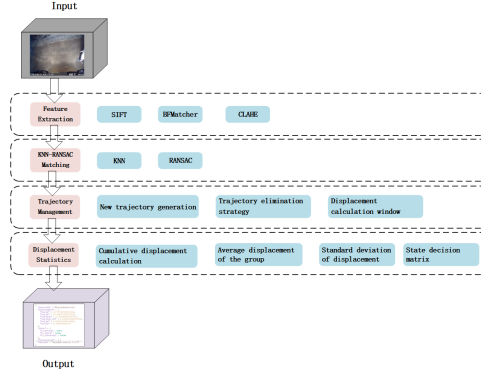 Input
Feature
Extraction
SIFT
BFMatcher
CLAHE
KNN-RANSAC
Matching
KNN
RANSAC
Trajectory
Management
New trajectory generation
Trajectory elimination
strategy
Displacement
calculation window
Displacement
Statistics
Cumulative displacement
calculation
Average displacement
of the group
Standard deviation
of displacement
State decision
matrix
Output